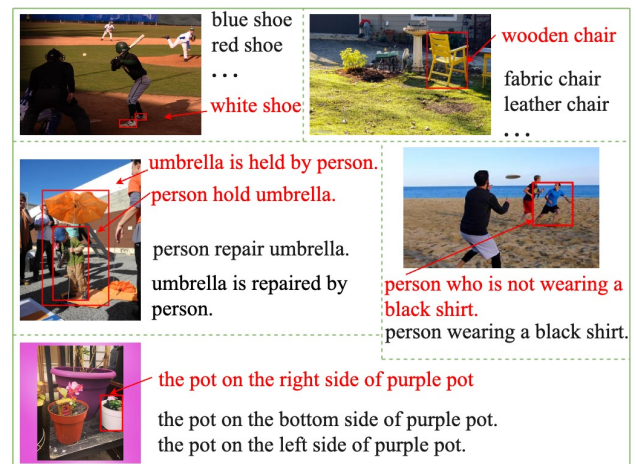 blue shoe
red shoe
...
white shoe
wooden chair
fabric chair
leather chair
...
umbrella is held by person.
person hold umbrella.
person repair umbrella.
umbrella is repaired by
person.
person who is not wearing a
black shirt.
person wearing a black shirt.
the pot on the right side of purple pot
the pot on the bottom side of purple pot.
the pot on the left side of purple pot.